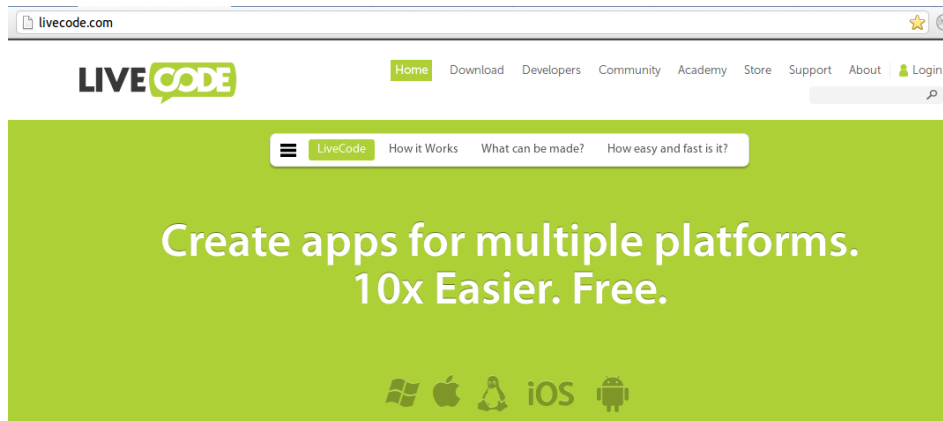 livecode.com
LIVE CODE
Home Download Developers Community Academy Store Support About Login
LiveCode How it Works What can be made? How easy and fast is it?
Create apps for multiple platforms.
10x Easier. Free.
iOS